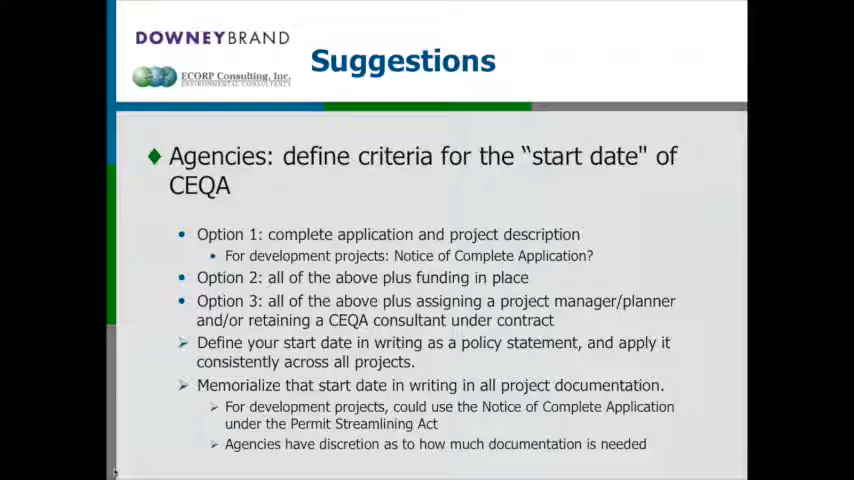 DOWNEYBRAND
ECORP Consulting, Inc.
ENVIRONMENTAL CONSULTANTS
Suggestions
Agencies: define criteria for the “start date" of
CEQA
Option 1: complete application and project description
For development projects: Notice of Complete Application?
Option 2: all of the above plus funding in place
Option 3: all of the above plus assigning a project manager/planner
and/or retaining a CEQA consultant under contract
Define your start date in writing as a policy statement, and apply it
consistently across all projects.
Memorialize that start date in writing in all project documentation.
For development projects, could use the Notice of Complete Application
under the Permit Streamlining Act
Agencies have discretion as to how much documentation is needed